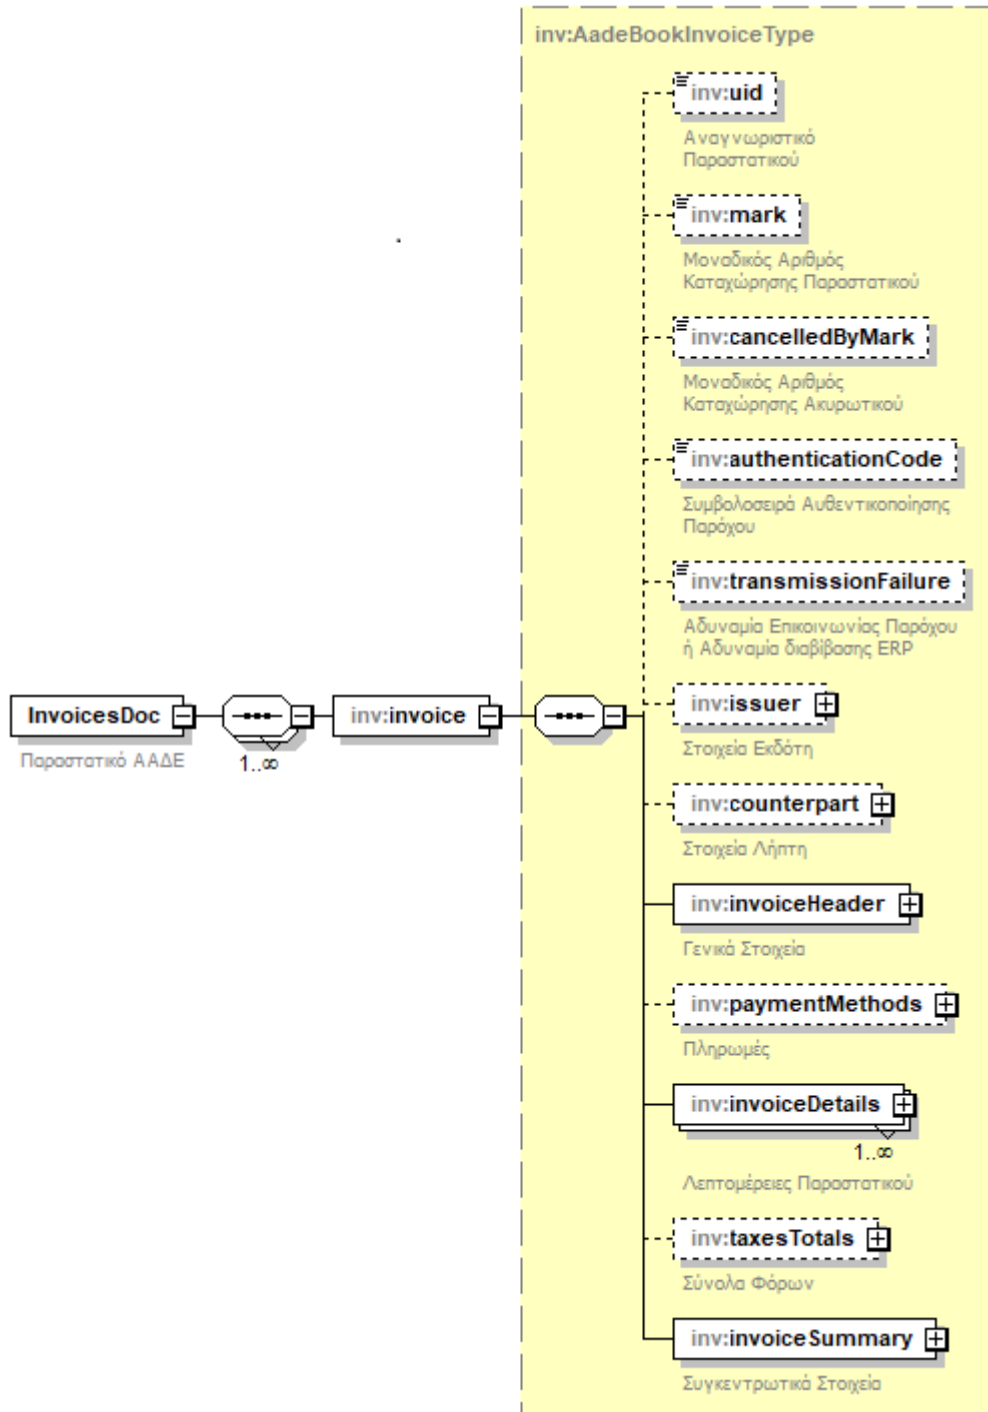 inv:AadeBookInvoiceType
inv:uid
Αναγνωριστικό
Παραστατικού
inv:mark
Μοναδικός Αριθμός
Καταχώρησης Παραστατικού
inv:cancelledByMark
Μοναδικός Αριθμός
Καταχώρησης Ακυρωτικού
inv:authenticationCode
Συμβολοσειρά Αυθεντικοποίησης
Παρόχου
inv:transmissionFailure
Αδυναμία Επικοινωνίας Παρόχου
ή Αδυναμία διαβίβασης ERP
InvoicesDoc
Παραστατικό ΑΑΔΕ
1..∞
inv:invoice
inv:issuer
Στοιχεία Εκδότη
inv:counterpart
Στοιχεία Λήπτη
inv:invoiceHeader
Γενικά Στοιχεία
inv:paymentMethods
Πληρωμές
inv:invoiceDetails
1..∞
Λεπτομέρειες Παραστατικού
inv:taxesTotals
Σύνολα Φόρων
inv:invoiceSummary
Συγκεντρωτικά Στοιχεία